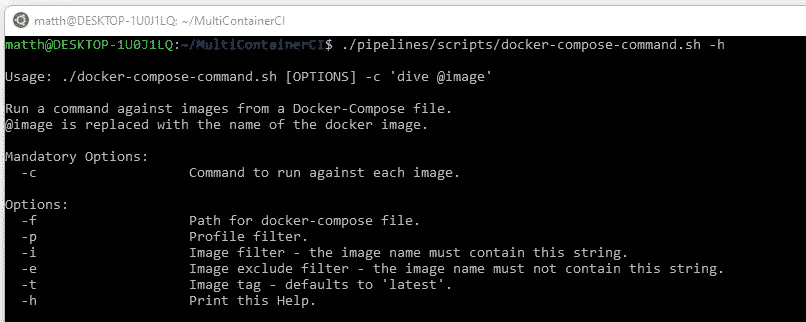 matth@DESKTOP-1U0J1LQ: ~/MultiContainerCI
matth@DESKTOP-1U0J1LQ:~/MultiContainerCI$ ./pipelines/scripts/docker-compose-command.sh -h
Usage: ./docker-compose-command.sh [OPTIONS] -c 'dive @image'
Run a command against images from a Docker-Compose file.
@image is replaced with the name of the docker image.
Mandatory Options:
-c Command to run against each image.
Options:
-f Path for docker-compose file.
-p Profile filter.
-i Image filter - the image name must contain this string.
-e Image exclude filter - the image name must not contain this string.
-t Image tag - defaults to 'latest'.
-h Print this Help.